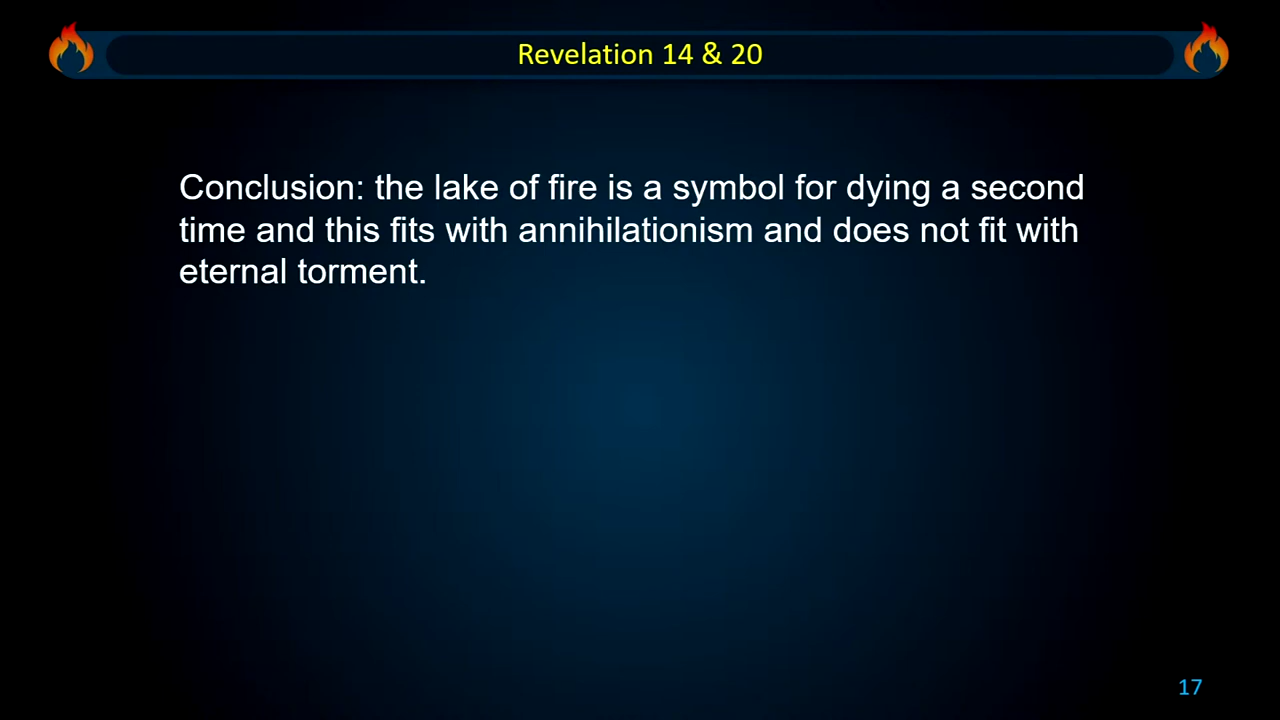 Revelation 14 & 20
Conclusion: the lake of fire is a symbol for dying a second
time and this fits with annihilationism and does not fit with
eternal torment.
17